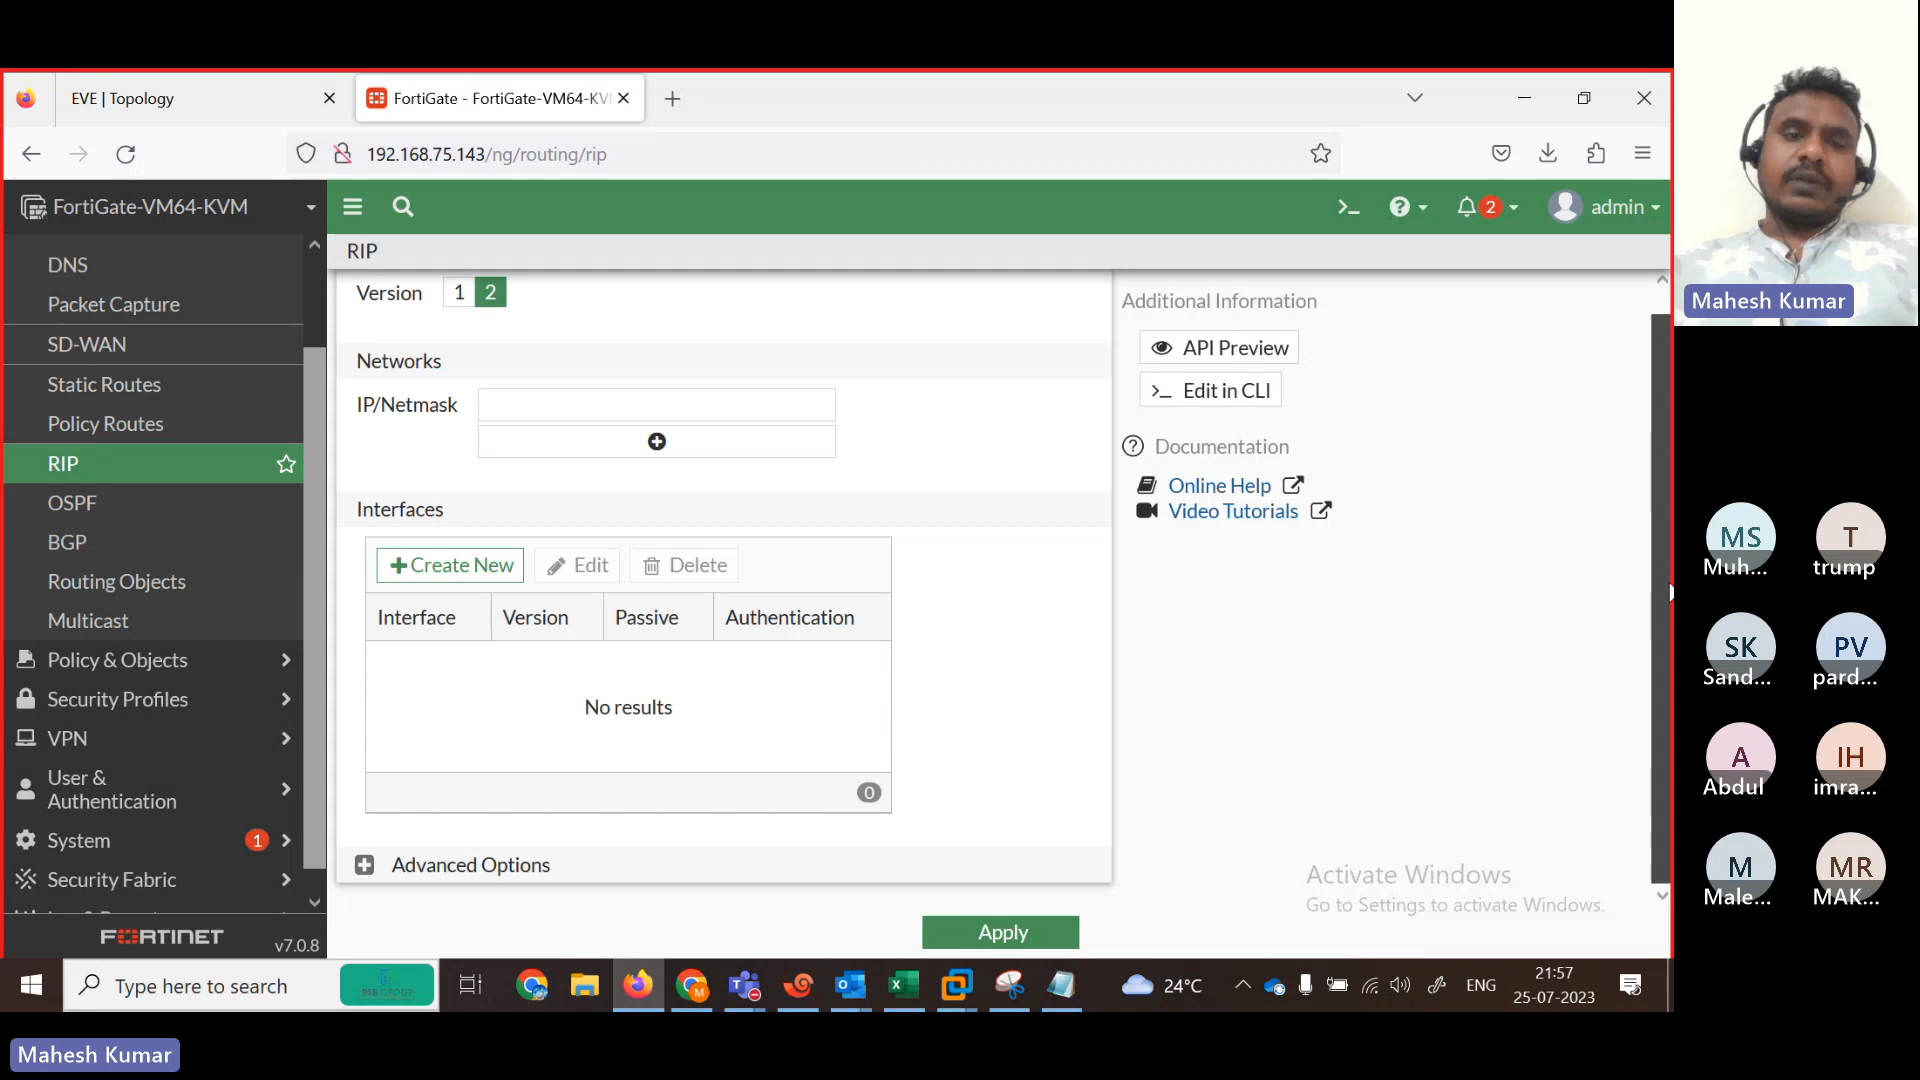 EVE | Topology
FortiGate - FortiGate-VM64-KV
192.168.75.143/ng/routing/rip
FortiGate-VM64-KVM
2
admin
RIP
DNS
Packet Capture
SD-WAN
Static Routes
Policy Routes
RIP
OSPF
BGP
Routing Objects
Multicast
Policy & Objects
Security Profiles
VPN
User &
Authentication
System
1
Security Fabric
FORTINET
v7.0.8
Version
1
2
Networks
IP/Netmask
Interfaces
Create New
Edit
Delete
Interface
Version
Passive
Authentication
No results
0
Advanced Options
Apply
Additional Information
API Preview
Edit in CLI
Documentation
Online Help
Video Tutorials
Activate Windows
Go to Settings to activate Windows.
Type here to search
24°C
ENG
21:57
25-07-2023
Mahesh Kumar
MS
Muh...
T
trump
SK
Sand...
PV
pard...
A
Abdul
IH
imra...
M
Male...
MR
MAK...
Mahesh Kumar